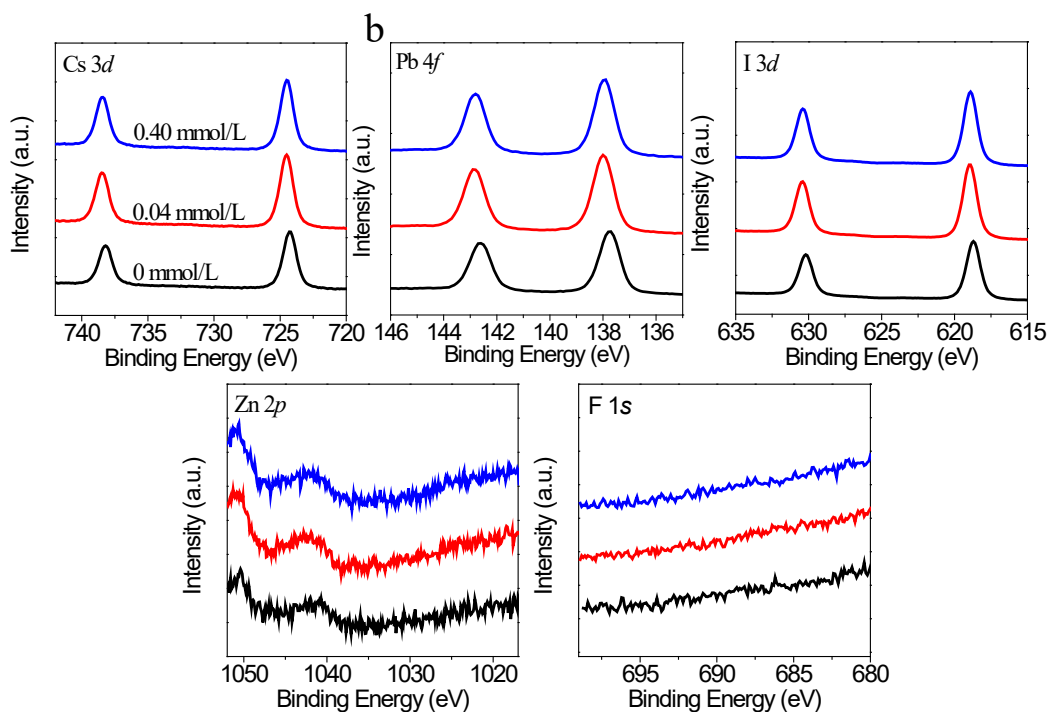 b
Cs 3d
0.40 mmol/L
0.04 mmol/L
0 mmol/L
Intensity (a.u.)
740 735 730 725 720
Binding Energy (eV)
Pb 4f
Intensity (a.u.)
146 144 142 140 138 136
Binding Energy (eV)
I 3d
Intensity (a.u.)
635 630 625 620 615
Binding Energy (eV)
Zn 2p
Intensity (a.u.)
1050 1040 1030 1020
Binding Energy (eV)
F 1s
Intensity (a.u.)
695 690 685 680
Binding Energy (eV)